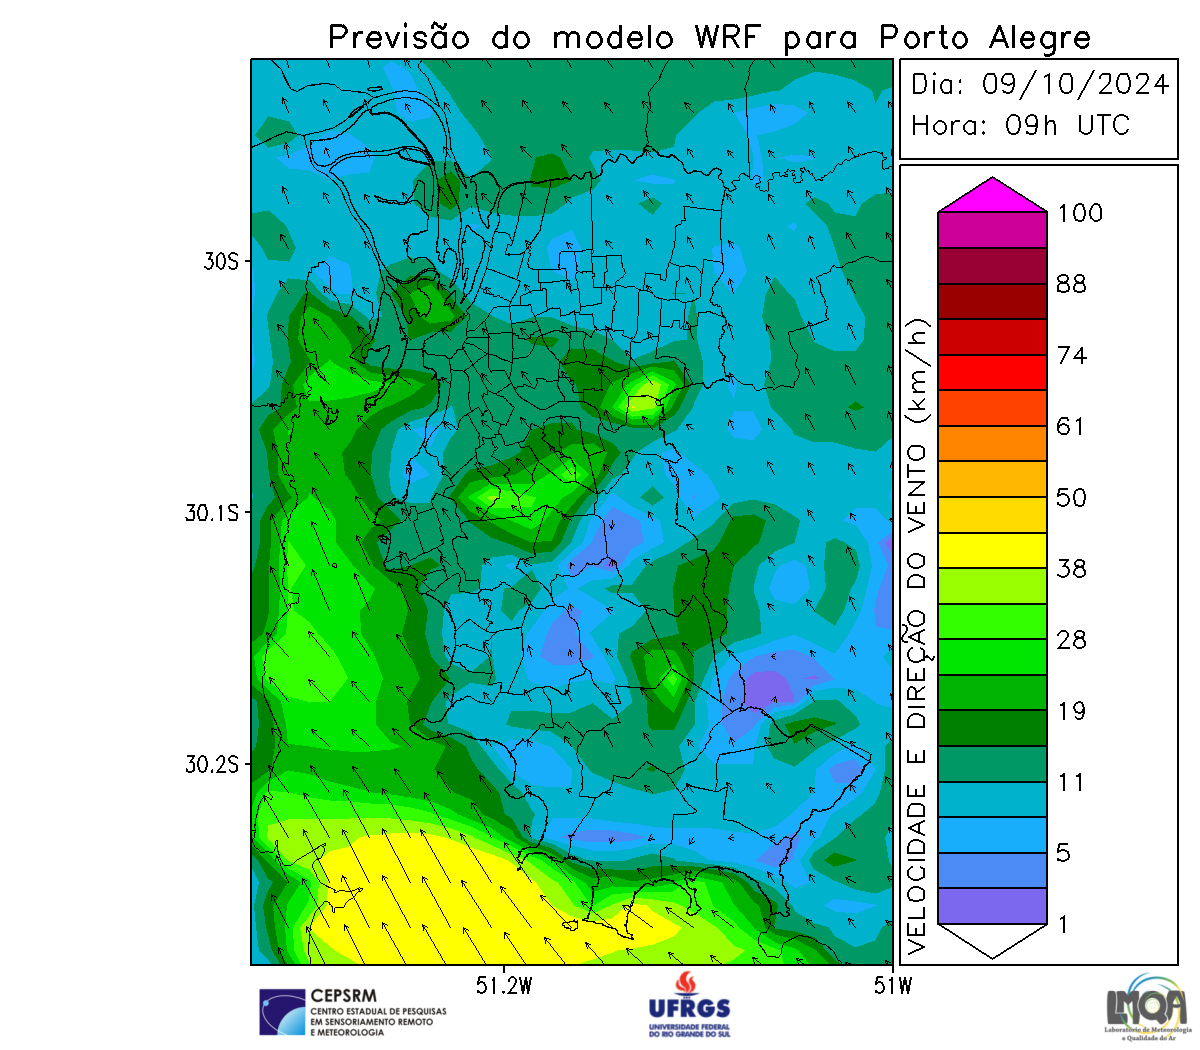 Previsão do modelo WRF para Porto Alegre
Dia: 09/10/2024
Hora: 09h UTC
100
88
74
61
50
38
28
19
11
5
1
VELOCIDADE E DIREÇÃO DO VENTO (km/h)
30S
30.1S
30.2S
51.2W
51W
CEPSRM
CENTRO ESTADUAL DE PESQUISAS
EM SENSORIAMENTO REMOTO
E METEOROLOGIA
UFRGS
UNIVERSIDADE FEDERAL
DO RIO GRANDE DO SUL
LMQA
Laboratório de Meteorologia
e Qualidade do Ar